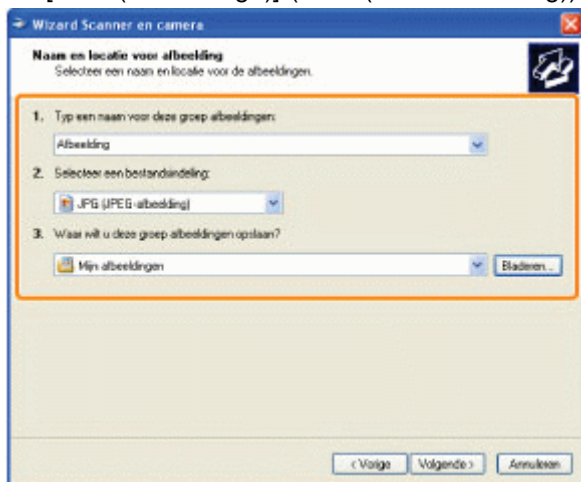 Wizard Scanner en camera
Naam en locatie voor afbeelding
Selecteer een naam en locatie voor de afbeeldingen.
1. Typ een naam voor deze groep afbeeldingen:
Afbeelding
2. Selecteer een bestandsindeling:
JPG (JPEG-afbeelding)
3. Waar wilt u deze groep afbeeldingen opslaan?
Mijn afbeeldingen
Bladeren...
< Vorige
Volgende >
Annuleren